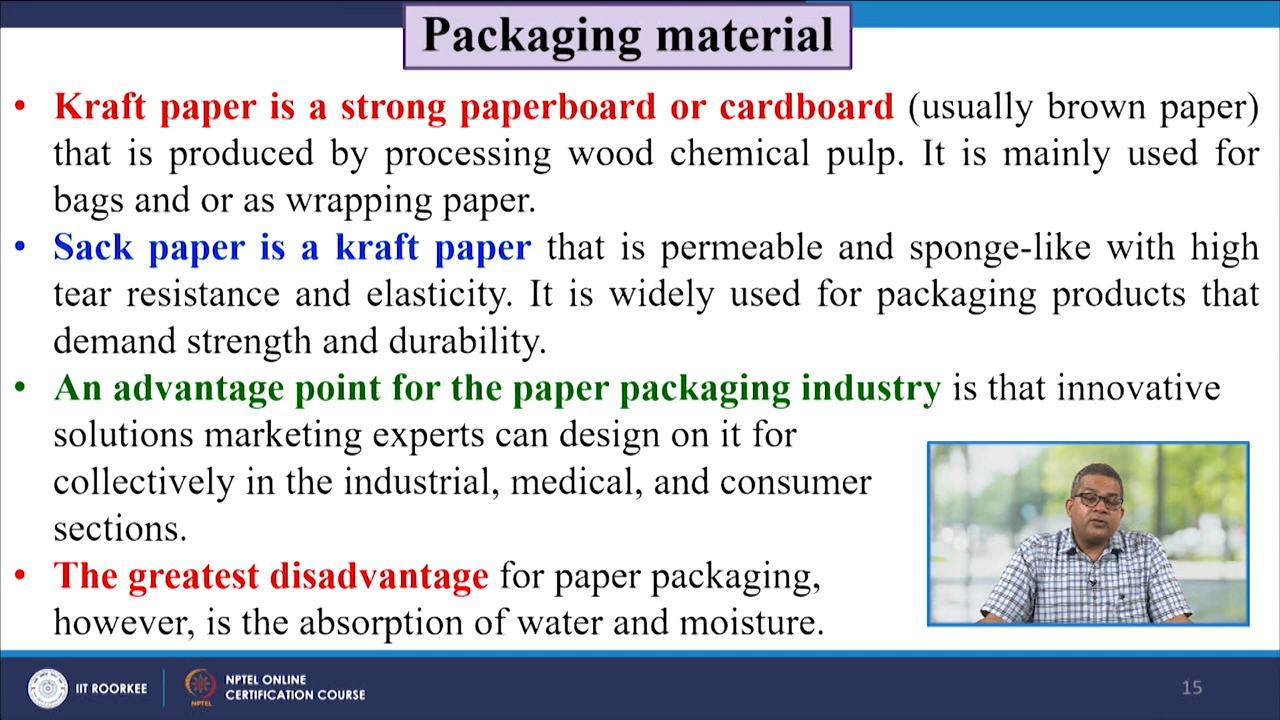 Packaging material
• Kraft paper is a strong paperboard or cardboard (usually brown paper)
that is produced by processing wood chemical pulp. It is mainly used for
bags and or as wrapping paper.
• Sack paper is a kraft paper that is permeable and sponge-like with high
tear resistance and elasticity. It is widely used for packaging products that
demand strength and durability.
• An advantage point for the paper packaging industry is that innovative
solutions marketing experts can design on it for
collectively in the industrial, medical, and consumer
sections.
• The greatest disadvantage for paper packaging,
however, is the absorption of water and moisture.
IIT ROORKEE
NPTEL
NPTEL ONLINE
CERTIFICATION COURSE
15